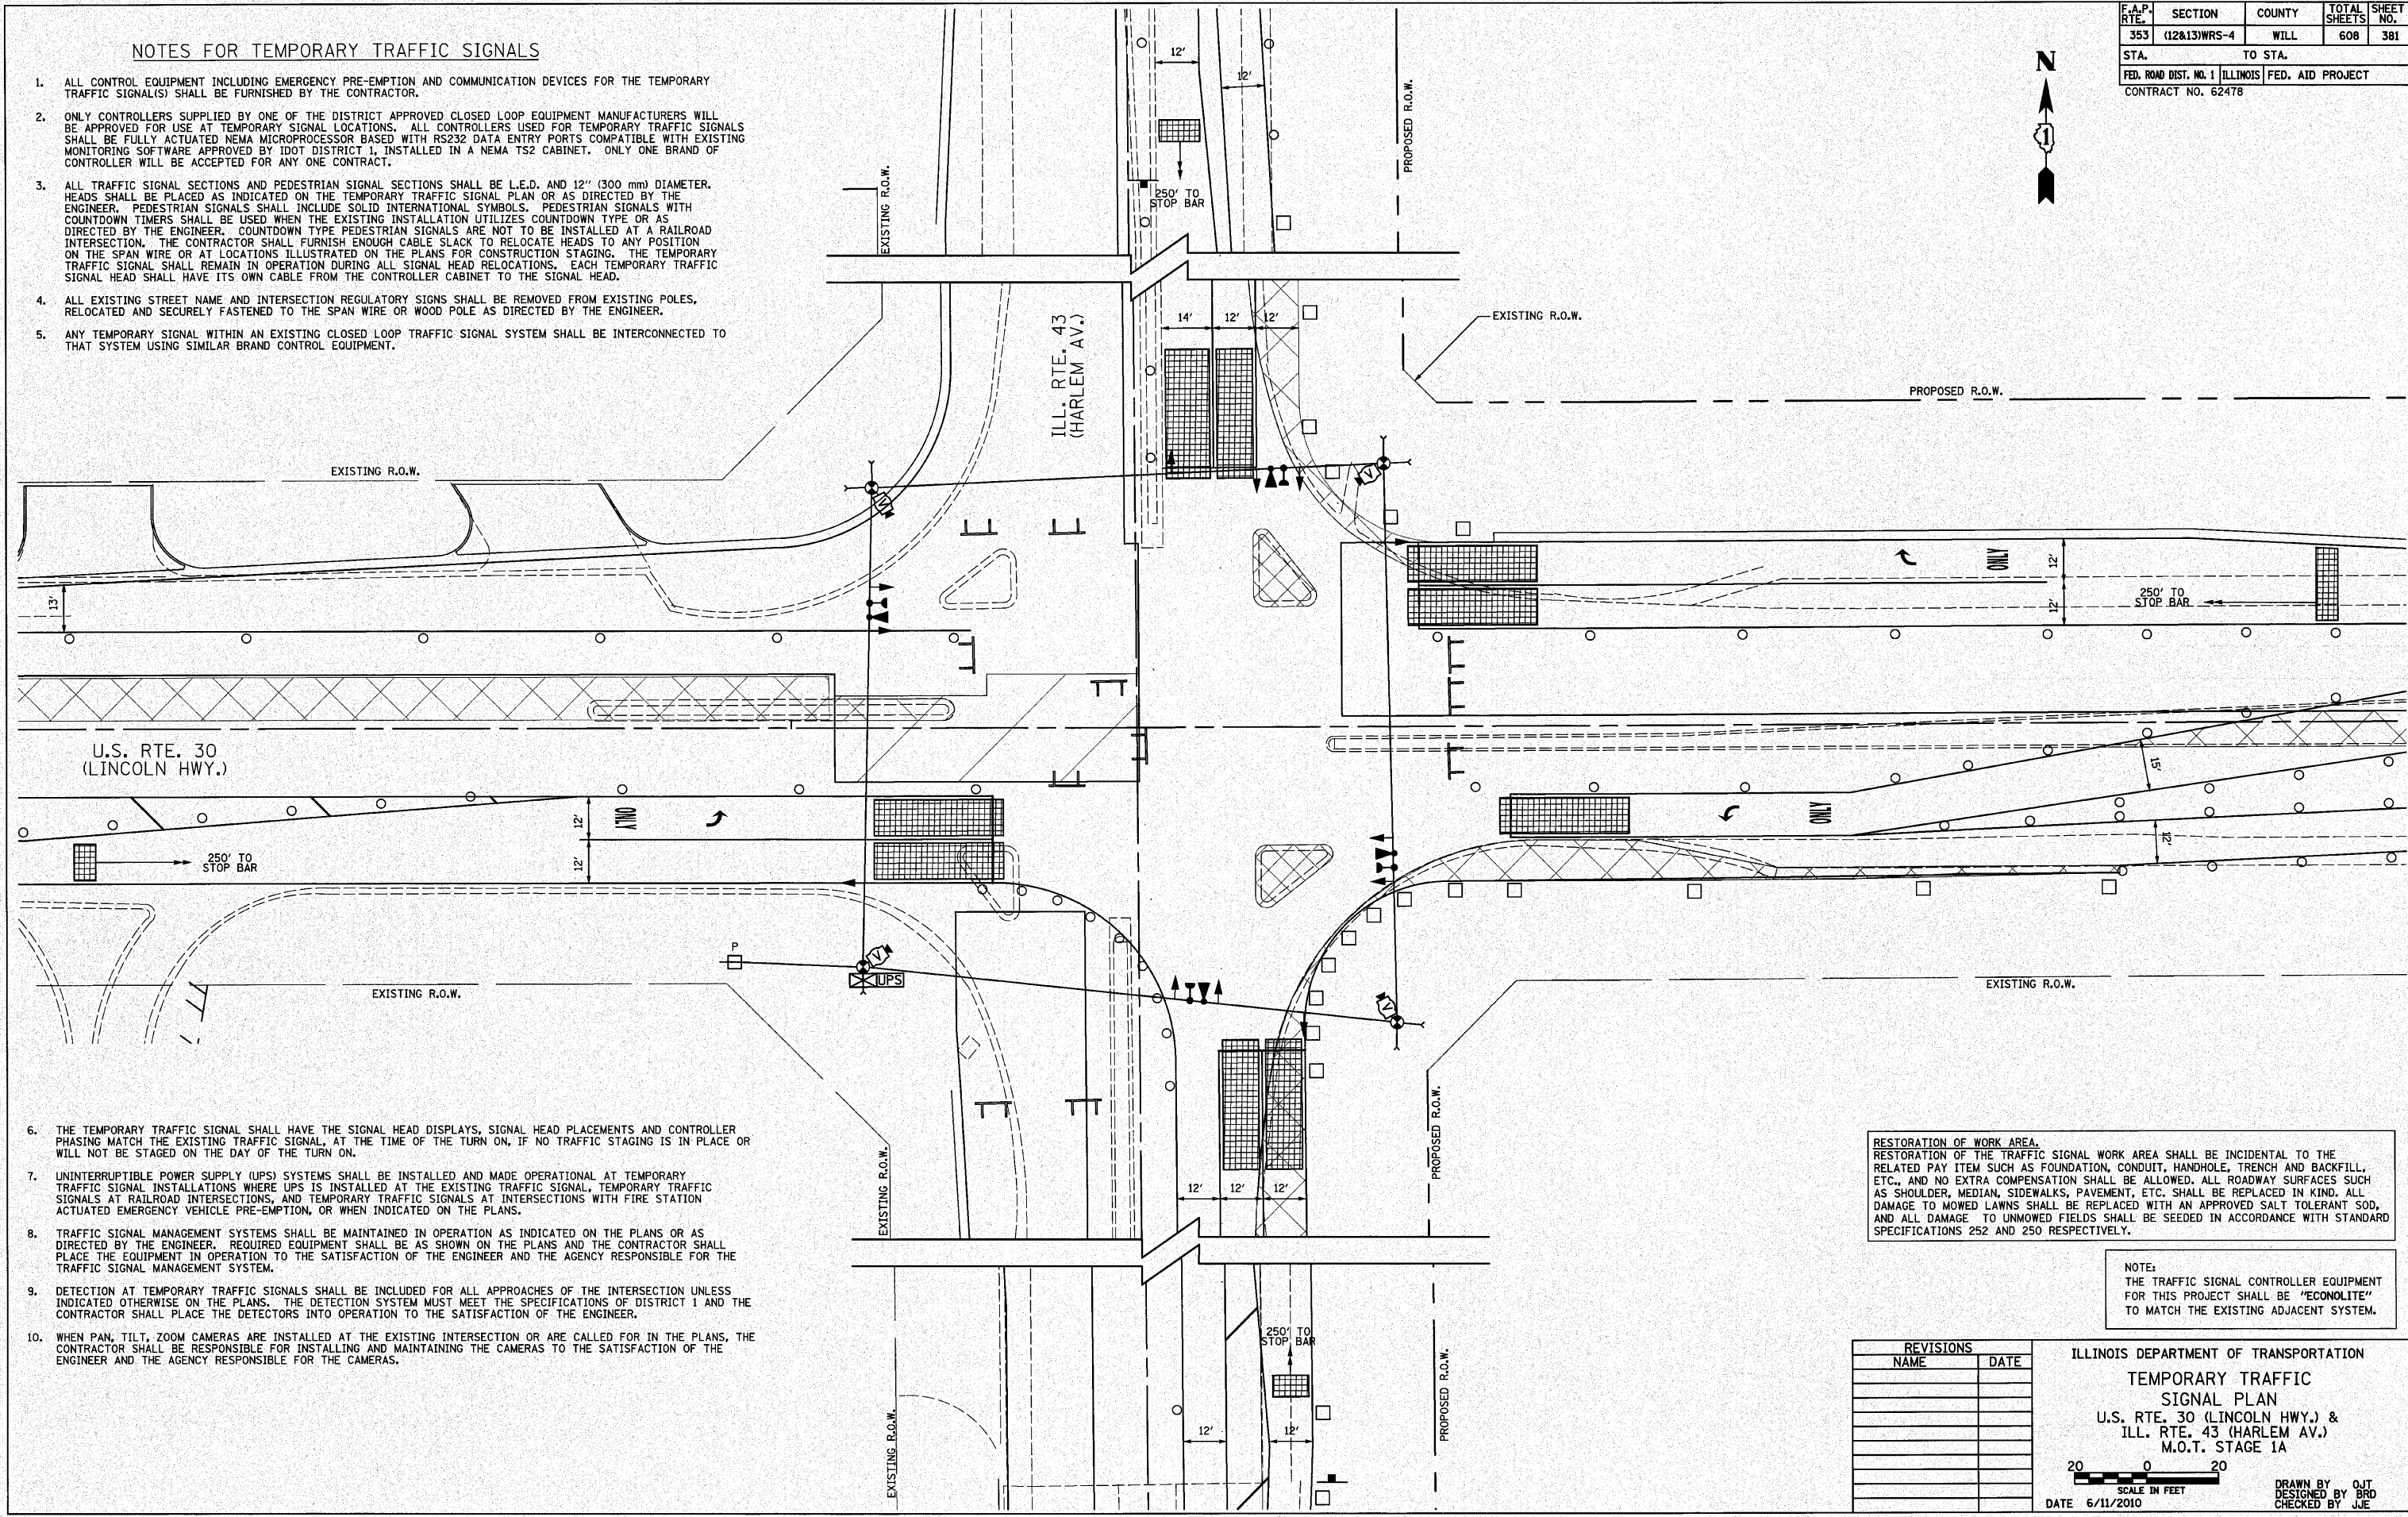 F.A.P. RTE. SECTION COUNTY TOTAL SHEETS SHEET NO.
353 (12&13)WRS-4 WILL 608 381
STA. TO STA.
FED. ROAD DIST. NO. 1 ILLINOIS FED. AID PROJECT
CONTRACT NO. 62478
N
1
NOTES FOR TEMPORARY TRAFFIC SIGNALS
1. ALL CONTROL EQUIPMENT INCLUDING EMERGENCY PRE-EMPTION AND COMMUNICATION DEVICES FOR THE TEMPORARY
TRAFFIC SIGNAL(S) SHALL BE FURNISHED BY THE CONTRACTOR.
2. ONLY CONTROLLERS SUPPLIED BY ONE OF THE DISTRICT APPROVED CLOSED LOOP EQUIPMENT MANUFACTURERS WILL
BE APPROVED FOR USE AT TEMPORARY SIGNAL LOCATIONS. ALL CONTROLLERS USED FOR TEMPORARY TRAFFIC SIGNALS
SHALL BE FULLY ACTUATED NEMA MICROPROCESSOR BASED WITH RS232 DATA ENTRY PORTS COMPATIBLE WITH EXISTING
MONITORING SOFTWARE APPROVED BY IDOT DISTRICT 1, INSTALLED IN A NEMA TS2 CABINET. ONLY ONE BRAND OF
CONTROLLER WILL BE ACCEPTED FOR ANY ONE CONTRACT.
3. ALL TRAFFIC SIGNAL SECTIONS AND PEDESTRIAN SIGNAL SECTIONS SHALL BE L.E.D. AND 12'' (300 mm) DIAMETER.
HEADS SHALL BE PLACED AS INDICATED ON THE TEMPORARY TRAFFIC SIGNAL PLAN OR AS DIRECTED BY THE
ENGINEER. PEDESTRIAN SIGNALS SHALL INCLUDE SOLID INTERNATIONAL SYMBOLS. PEDESTRIAN SIGNALS WITH
COUNTDOWN TIMERS SHALL BE USED WHEN THE EXISTING INSTALLATION UTILIZES COUNTDOWN TYPE OR AS
DIRECTED BY THE ENGINEER. COUNTDOWN TYPE PEDESTRIAN SIGNALS ARE NOT TO BE INSTALLED AT A RAILROAD
INTERSECTION. THE CONTRACTOR SHALL FURNISH ENOUGH CABLE SLACK TO RELOCATE HEADS TO ANY POSITION
ON THE SPAN WIRE OR AT LOCATIONS ILLUSTRATED ON THE PLANS FOR CONSTRUCTION STAGING. THE TEMPORARY
TRAFFIC SIGNAL SHALL REMAIN IN OPERATION DURING ALL SIGNAL HEAD RELOCATIONS. EACH TEMPORARY TRAFFIC
SIGNAL HEAD SHALL HAVE ITS OWN CABLE FROM THE CONTROLLER CABINET TO THE SIGNAL HEAD.
4. ALL EXISTING STREET NAME AND INTERSECTION REGULATORY SIGNS SHALL BE REMOVED FROM EXISTING POLES,
RELOCATED AND SECURELY FASTENED TO THE SPAN WIRE OR WOOD POLE AS DIRECTED BY THE ENGINEER.
5. ANY TEMPORARY SIGNAL WITHIN AN EXISTING CLOSED LOOP TRAFFIC SIGNAL SYSTEM SHALL BE INTERCONNECTED TO
THAT SYSTEM USING SIMILAR BRAND CONTROL EQUIPMENT.
12'
12'
250' TO
STOP BAR
EXISTING R.O.W.
PROPOSED R.O.W.
14' 12' 12'
ILL. RTE. 43
(HARLEM AV.)
EXISTING R.O.W.
PROPOSED R.O.W.
EXISTING R.O.W.
V
V
13'
ONLY
12'
12'
250' TO
STOP BAR
U.S. RTE. 30
(LINCOLN HWY.)
12'
ONLY
12'
250' TO
STOP BAR
ONLY
15'
12'
P
V
UPS
V
EXISTING R.O.W.
EXISTING R.O.W.
EXISTING R.O.W.
PROPOSED R.O.W.
12' 12' 12'
250' TO
STOP BAR
12' 12'
EXISTING R.O.W.
PROPOSED R.O.W.
6. THE TEMPORARY TRAFFIC SIGNAL SHALL HAVE THE SIGNAL HEAD DISPLAYS, SIGNAL HEAD PLACEMENTS AND CONTROLLER
PHASING MATCH THE EXISTING TRAFFIC SIGNAL, AT THE TIME OF THE TURN ON, IF NO TRAFFIC STAGING IS IN PLACE OR
WILL NOT BE STAGED ON THE DAY OF THE TURN ON.
7. UNINTERRUPTIBLE POWER SUPPLY (UPS) SYSTEMS SHALL BE INSTALLED AND MADE OPERATIONAL AT TEMPORARY
TRAFFIC SIGNAL INSTALLATIONS WHERE UPS IS INSTALLED AT THE EXISTING TRAFFIC SIGNAL, TEMPORARY TRAFFIC
SIGNALS AT RAILROAD INTERSECTIONS, AND TEMPORARY TRAFFIC SIGNALS AT INTERSECTIONS WITH FIRE STATION
ACTUATED EMERGENCY VEHICLE PRE-EMPTION, OR WHEN INDICATED ON THE PLANS.
8. TRAFFIC SIGNAL MANAGEMENT SYSTEMS SHALL BE MAINTAINED IN OPERATION AS INDICATED ON THE PLANS OR AS
DIRECTED BY THE ENGINEER. REQUIRED EQUIPMENT SHALL BE AS SHOWN ON THE PLANS AND THE CONTRACTOR SHALL
PLACE THE EQUIPMENT IN OPERATION TO THE SATISFACTION OF THE ENGINEER AND THE AGENCY RESPONSIBLE FOR THE
TRAFFIC SIGNAL MANAGEMENT SYSTEM.
9. DETECTION AT TEMPORARY TRAFFIC SIGNALS SHALL BE INCLUDED FOR ALL APPROACHES OF THE INTERSECTION UNLESS
INDICATED OTHERWISE ON THE PLANS. THE DETECTION SYSTEM MUST MEET THE SPECIFICATIONS OF DISTRICT 1 AND THE
CONTRACTOR SHALL PLACE THE DETECTORS INTO OPERATION TO THE SATISFACTION OF THE ENGINEER.
10. WHEN PAN, TILT, ZOOM CAMERAS ARE INSTALLED AT THE EXISTING INTERSECTION OR ARE CALLED FOR IN THE PLANS, THE
CONTRACTOR SHALL BE RESPONSIBLE FOR INSTALLING AND MAINTAINING THE CAMERAS TO THE SATISFACTION OF THE
ENGINEER AND THE AGENCY RESPONSIBLE FOR THE CAMERAS.
RESTORATION OF WORK AREA.
RESTORATION OF THE TRAFFIC SIGNAL WORK AREA SHALL BE INCIDENTAL TO THE
RELATED PAY ITEM SUCH AS FOUNDATION, CONDUIT, HANDHOLE, TRENCH AND BACKFILL,
ETC., AND NO EXTRA COMPENSATION SHALL BE ALLOWED. ALL ROADWAY SURFACES SUCH
AS SHOULDER, MEDIAN, SIDEWALKS, PAVEMENT, ETC. SHALL BE REPLACED IN KIND. ALL
DAMAGE TO MOWED LAWNS SHALL BE REPLACED WITH AN APPROVED SALT TOLERANT SOD,
AND ALL DAMAGE TO UNMOWED FIELDS SHALL BE SEEDED IN ACCORDANCE WITH STANDARD
SPECIFICATIONS 252 AND 250 RESPECTIVELY.
NOTE:
THE TRAFFIC SIGNAL CONTROLLER EQUIPMENT
FOR THIS PROJECT SHALL BE "ECONOLITE"
TO MATCH THE EXISTING ADJACENT SYSTEM.
REVISIONS
NAME DATE
ILLINOIS DEPARTMENT OF TRANSPORTATION
TEMPORARY TRAFFIC
SIGNAL PLAN
U.S. RTE. 30 (LINCOLN HWY.) &
ILL. RTE. 43 (HARLEM AV.)
M.O.T. STAGE 1A
20 0 20
SCALE IN FEET
DATE 6/11/2010
DRAWN BY OJT
DESIGNED BY BRD
CHECKED BY JJE